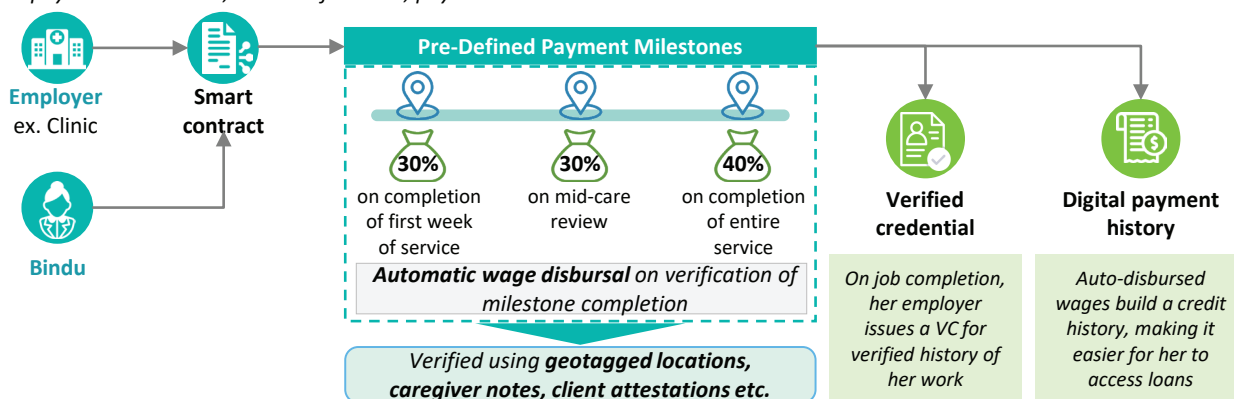 Employer
ex. Clinic
Smart
contract
Bindu
Pre-Defined Payment Milestones
30%
on completion
of first week
of service
30%
on mid-care
review
40%
on completion
of entire
service
Automatic wage disbursal on verification of
milestone completion
Verified using geotagged locations,
caregiver notes, client attestations etc.
Verified
credential
On job completion,
her employer
issues a VC for
verified history of
her work
Digital payment
history
Auto-disbursed
wages build a credit
history, making it
easier for her to
access loans